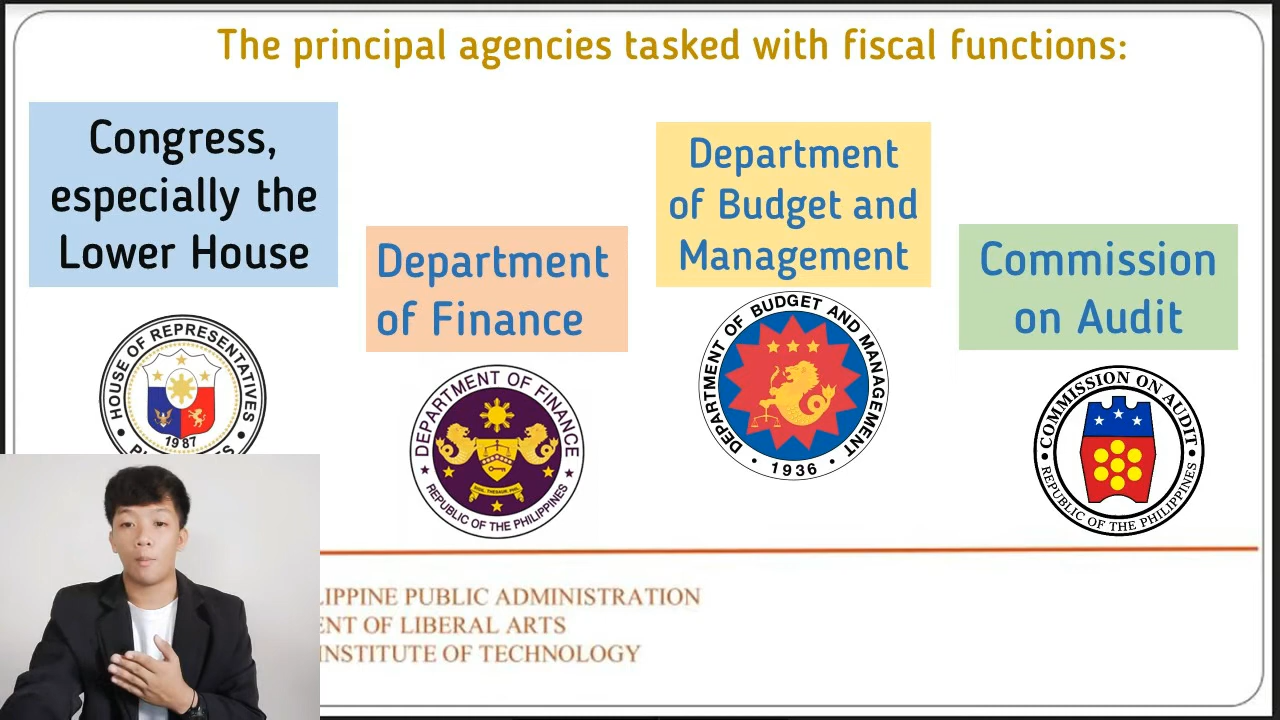 The principal agencies tasked with fiscal functions:
Congress,
especially the
Lower House
Department
of Finance
Department
of Budget and
Management
Commission
on Audit
HOUSE OF REPRESENTATIVES
1987
DEPARTMENT OF FINANCE
REPUBLIC OF THE PHILIPPINES
DEPARTMENT OF BUDGET AND MANAGEMENT
1936
COMMISSION ON AUDIT
REPUBLIC OF THE PHILIPPINES
LIPPINE PUBLIC ADMINISTRATION
ENT OF LIBERAL ARTS
INSTITUTE OF TECHNOLOGY